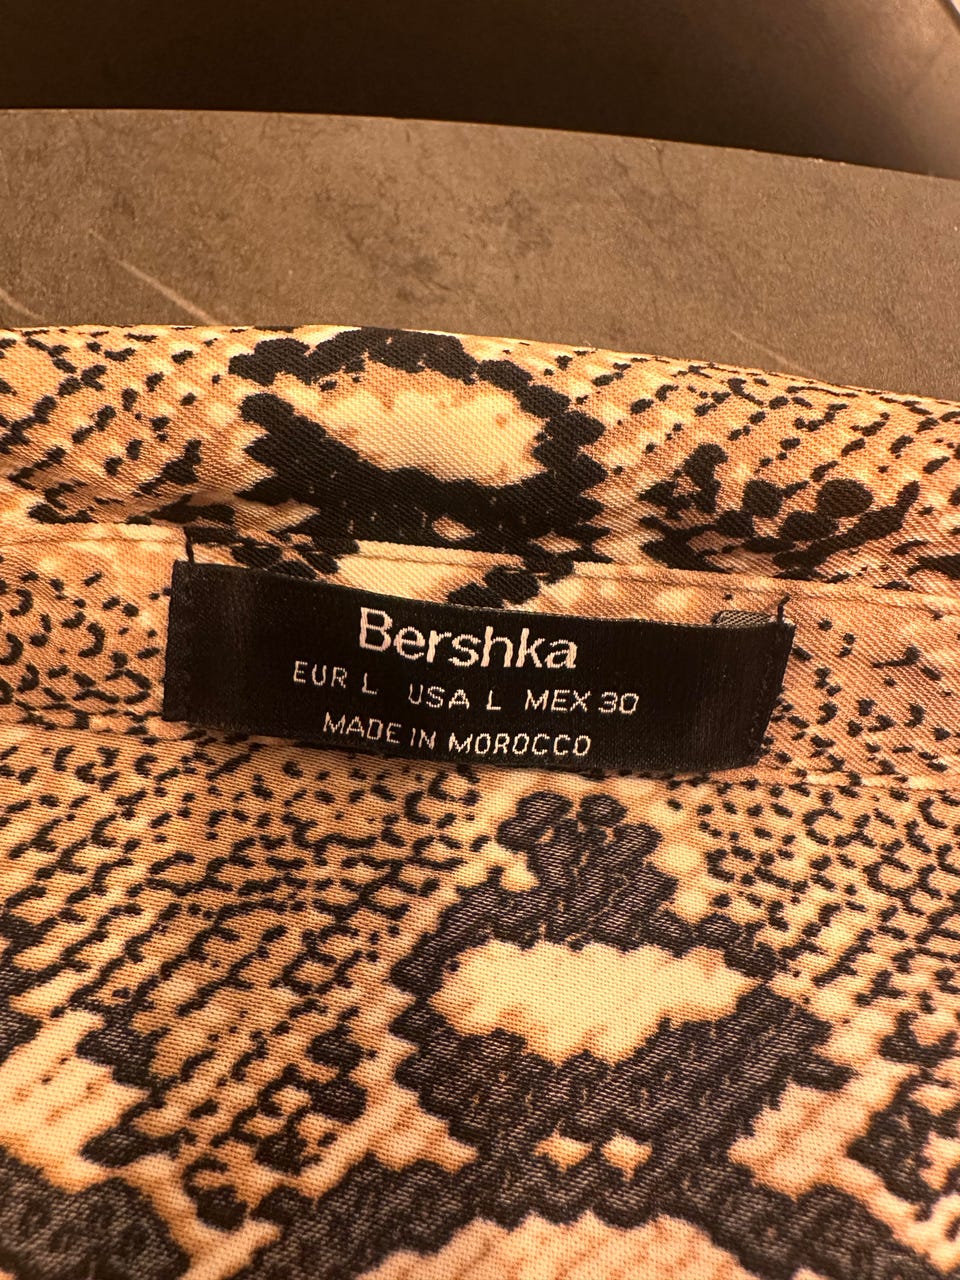 Bershka
EUR L USA L MEX 30
MADE IN MOROCCO